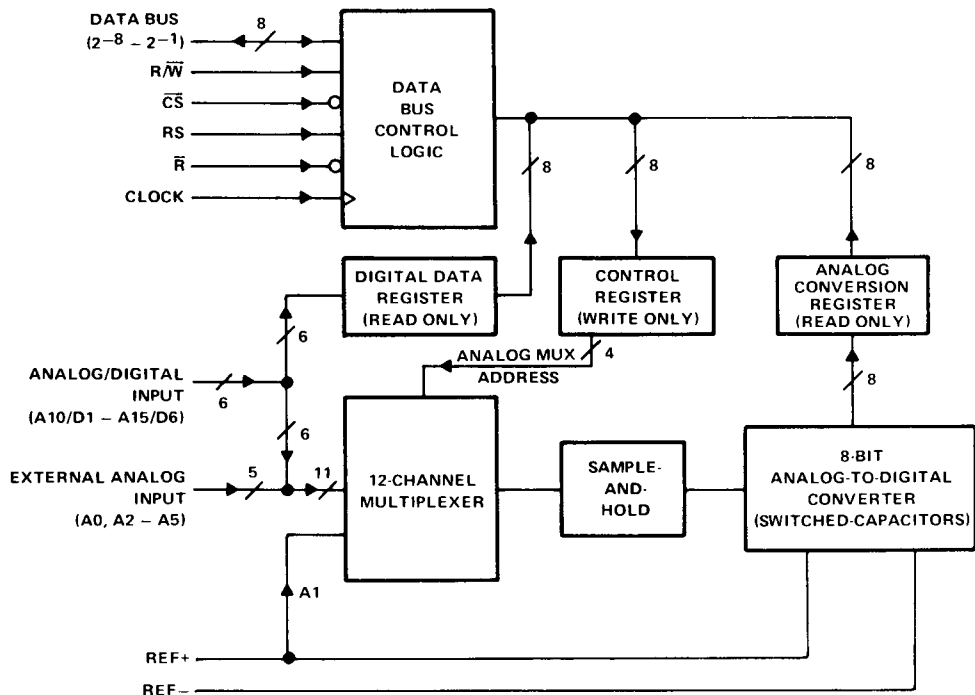 DATA BUS
(2⁻⁸ – 2⁻¹)
8
R/W̅
C̅S̅
RS
R̅
CLOCK
DATA
BUS
CONTROL
LOGIC
8
8
8
DIGITAL DATA
REGISTER
(READ ONLY)
CONTROL
REGISTER
(WRITE ONLY)
ANALOG
CONVERSION
REGISTER
(READ ONLY)
6
4
ANALOG MUX
ADDRESS
8
ANALOG/DIGITAL
INPUT
(A10/D1 – A15/D6)
6
6
EXTERNAL ANALOG
INPUT
(A0, A2 – A5)
5
11
12-CHANNEL
MULTIPLEXER
SAMPLE-
AND-
HOLD
8-BIT
ANALOG-TO-DIGITAL
CONVERTER
(SWITCHED-CAPACITORS)
A1
REF+
REF–